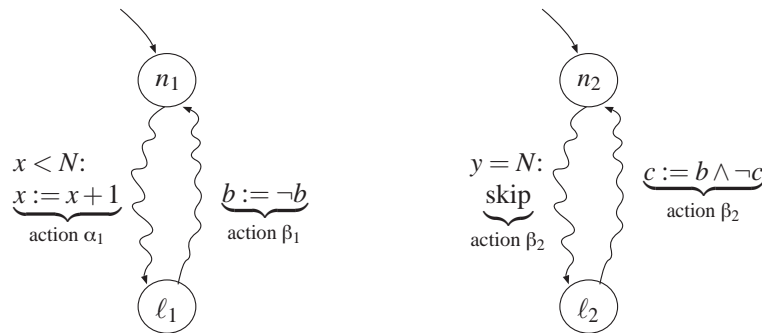 n₁ n₂
x < N: y = N:
x := x+1 b := ¬b skip c := b ∧ ¬c
action α₁ action β₁ action β₂ action β₂
ℓ₁ ℓ₂